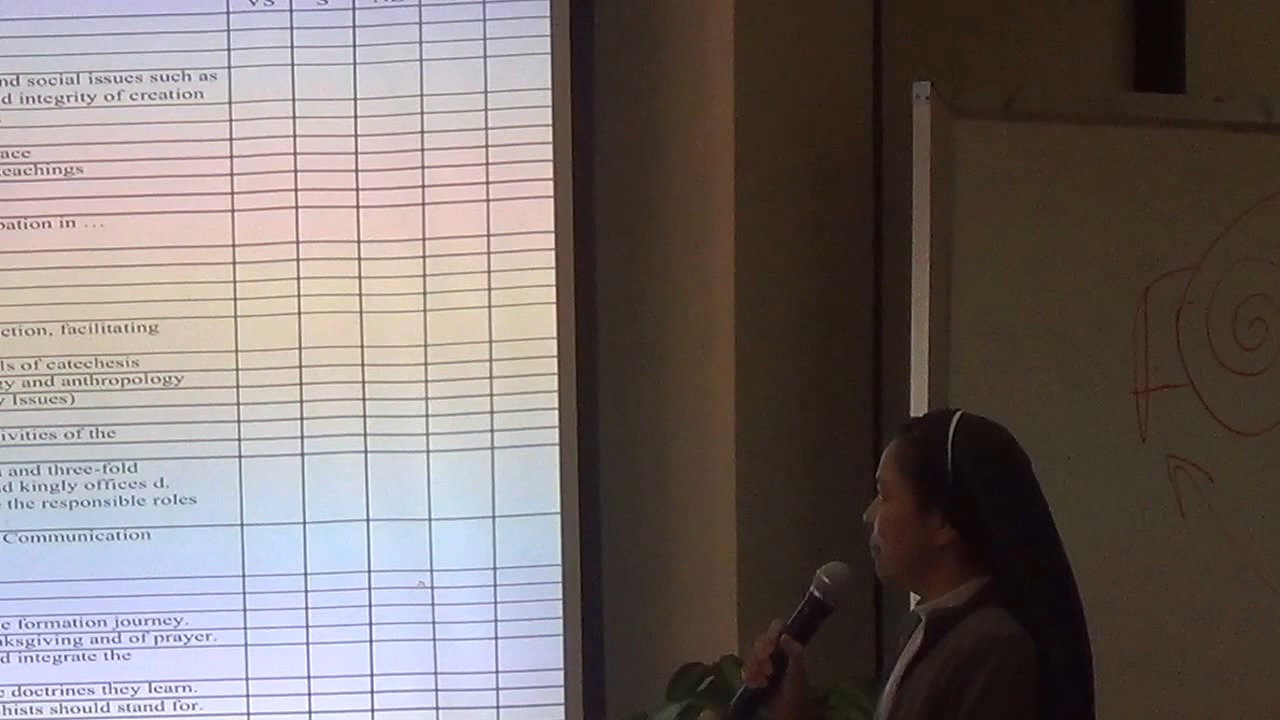 VS S
nd social issues such as
d integrity of creation
ace
eachings
pation in ...
ction, facilitating
ls of catechesis
gy and anthropology
y Issues)
ivities of the
and three-fold
d kingly offices d.
the responsible roles
Communication
e formation journey.
nksgiving and of prayer.
d integrate the
c doctrines they learn.
hists should stand for.